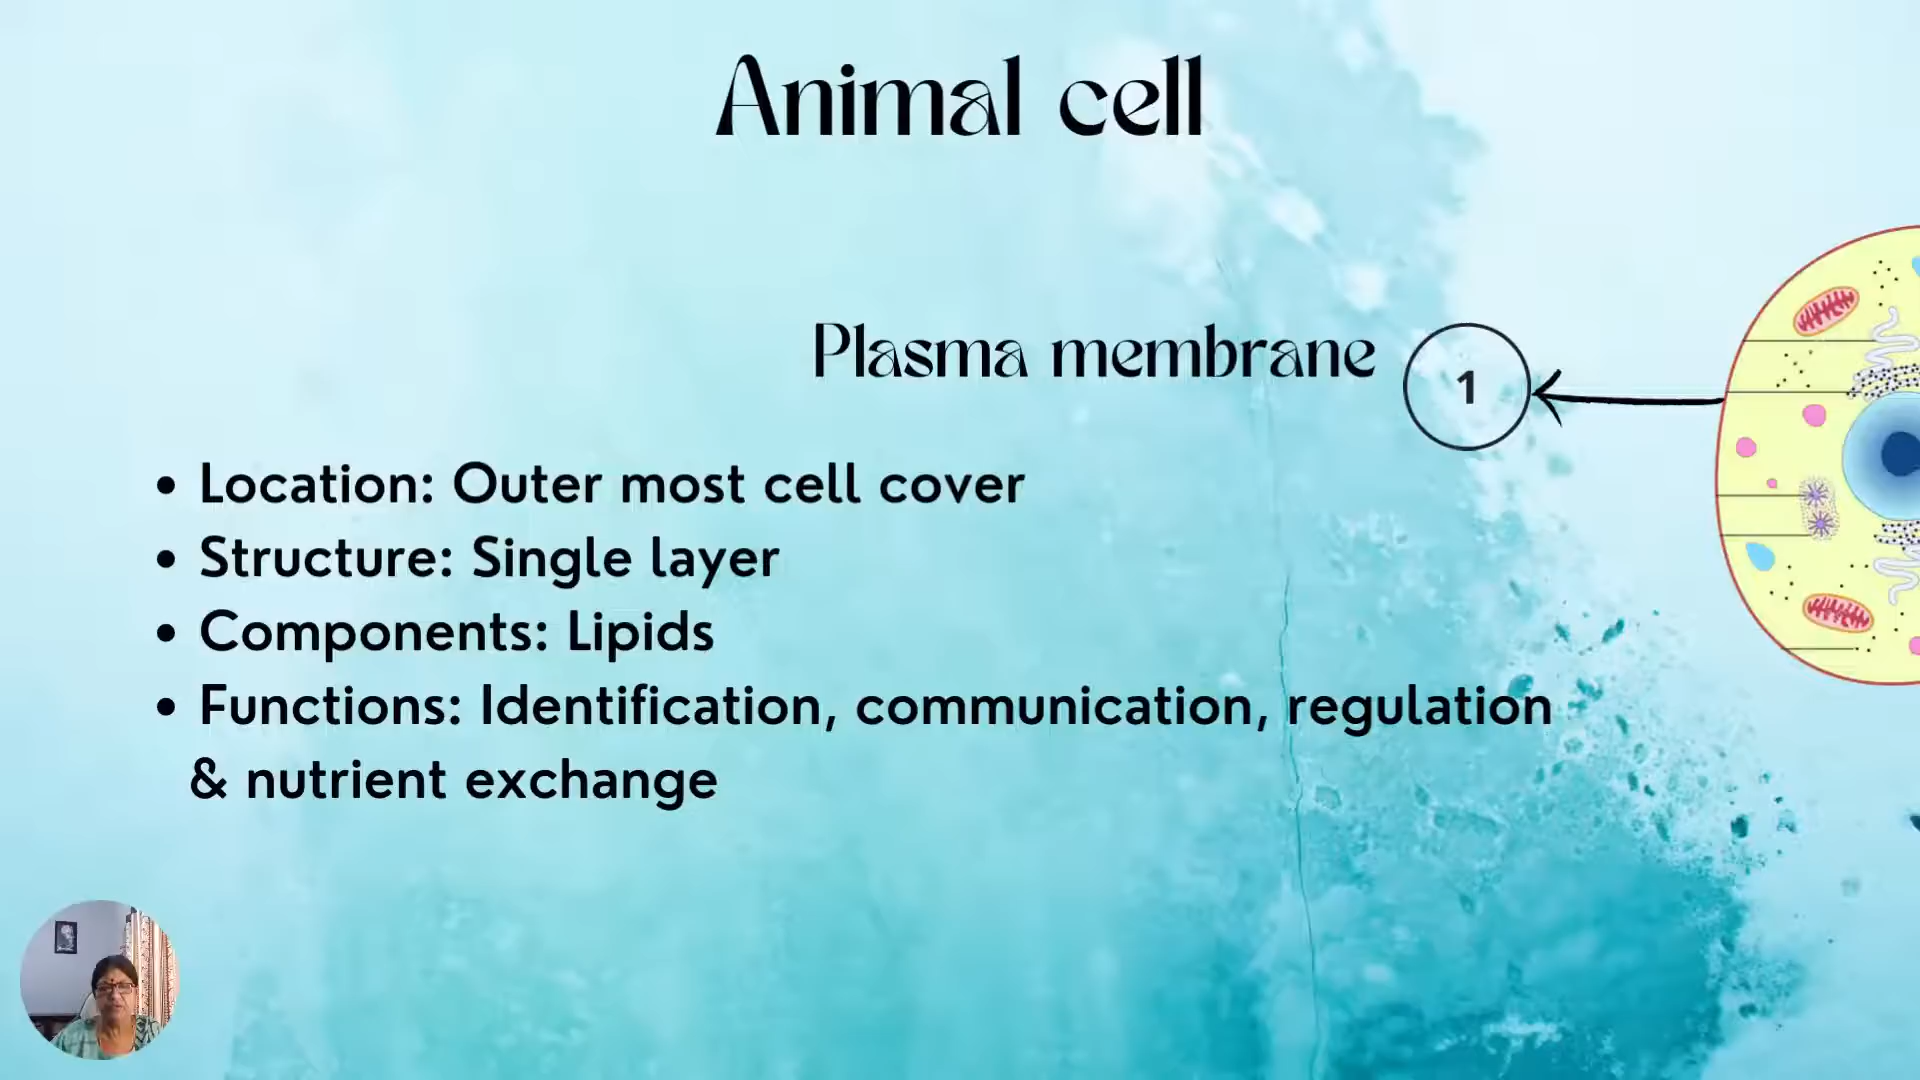 Animal cell
Plasma membrane
1
• Location: Outer most cell cover
• Structure: Single layer
• Components: Lipids
• Functions: Identification, communication, regulation
& nutrient exchange